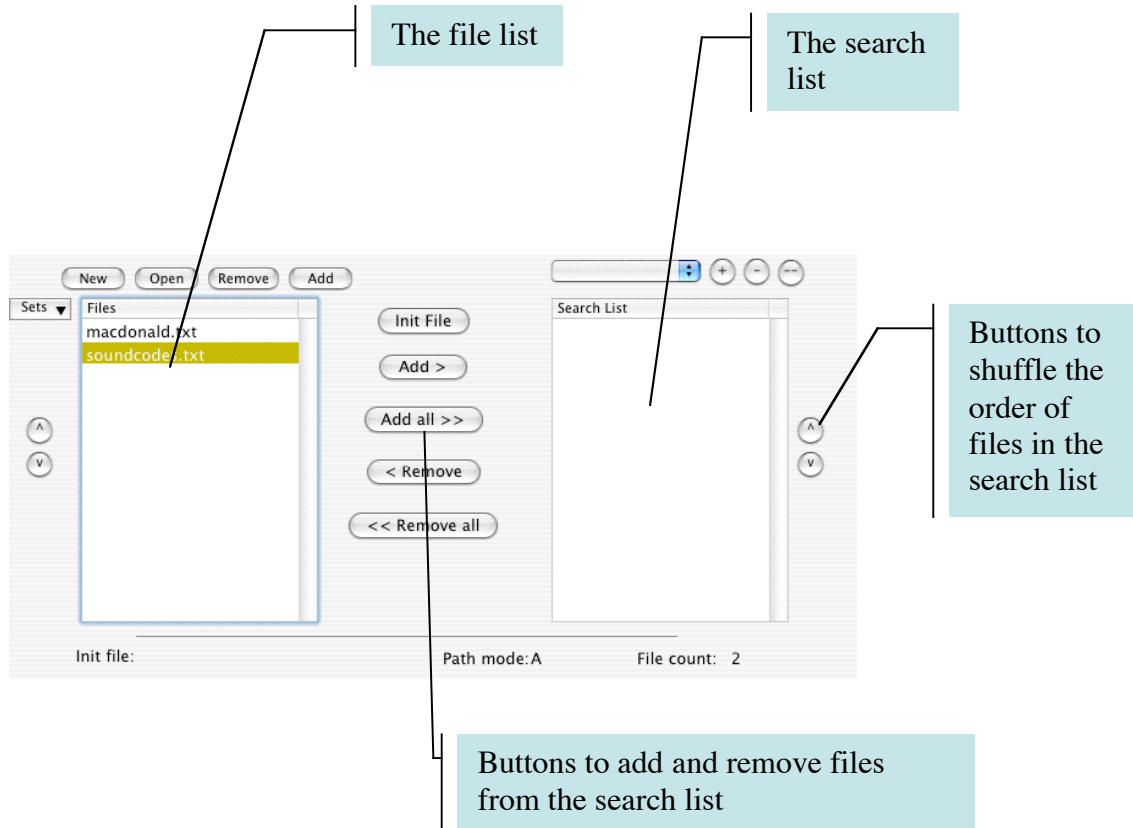 The file list
The search
list
New Open Remove Add
+ - --
Sets ▼ Files
Search List
macdonald.txt
soundcodes.txt
Init File
Add >
Add all >>
< Remove
<< Remove all
^
v
^
v
Buttons to
shuffle the
order of
files in the
search list
Init file: Path mode: A File count: 2
Buttons to add and remove files
from the search list